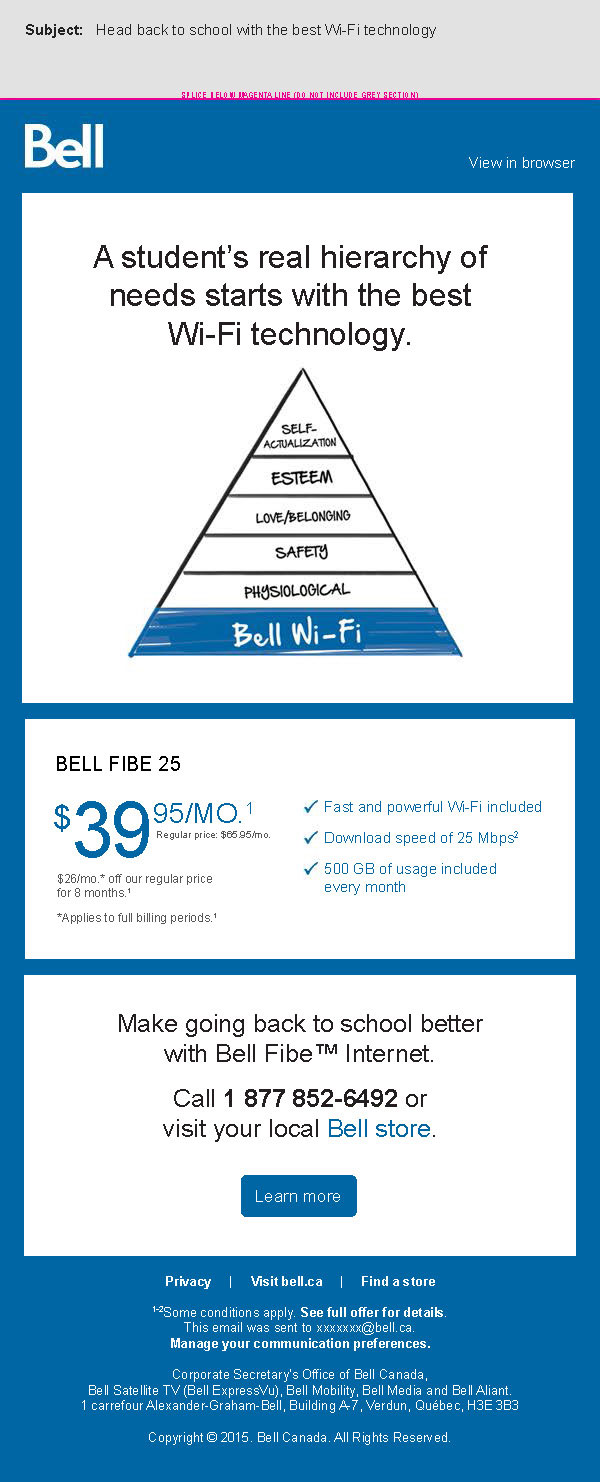 Subject: Head back to school with the best Wi-Fi technology
SPLICE BELOW MAGENTA LINE (DO NOT INCLUDE GREY SECTION)
Bell
View in browser
A student’s real hierarchy of
needs starts with the best
Wi-Fi technology.
SELF-
ACTUALIZATION
ESTEEM
LOVE/BELONGING
SAFETY
PHYSIOLOGICAL
Bell Wi-Fi
BELL FIBE 25
$39 95/MO.¹
Regular price: $65.95/mo.
$26/mo.* off our regular price
for 8 months.¹
*Applies to full billing periods.¹
✓ Fast and powerful Wi-Fi included
✓ Download speed of 25 Mbps²
✓ 500 GB of usage included
every month
Make going back to school better
with Bell Fibe™ Internet.
Call 1 877 852-6492 or
visit your local Bell store.
Learn more
Privacy | Visit bell.ca | Find a store
¹⁻²Some conditions apply. See full offer for details.
This email was sent to xxxxxxx@bell.ca.
Manage your communication preferences.
Corporate Secretary's Office of Bell Canada,
Bell Satellite TV (Bell ExpressVu), Bell Mobility, Bell Media and Bell Aliant.
1 carrefour Alexander-Graham-Bell, Building A-7, Verdun, Québec, H3E 3B3
Copyright © 2015. Bell Canada. All Rights Reserved.